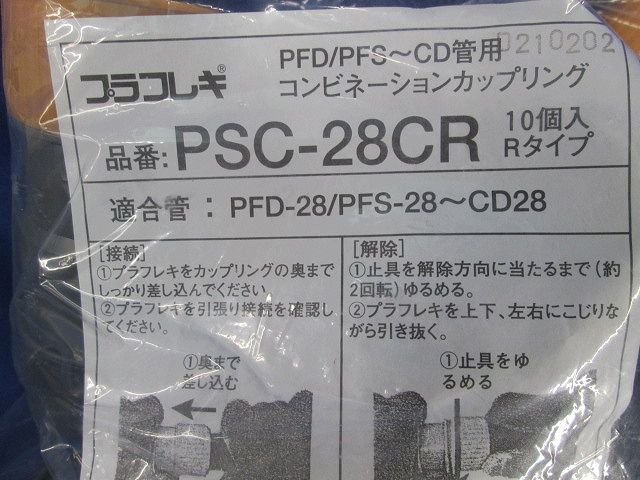 プラフレキ®
PFD/PFS～CD管用
コンビネーションカップリング
0210202
品番: PSC-28CR
10個入
Rタイプ
適合管： PFD-28/PFS-28～CD28
[接続]
①プラフレキをカップリングの奥まで
しっかり差し込んでください。
②プラフレキを引張り接続を確認し
てください。
①奥まで
差し込む
[解除]
①止具を解除方向に当たるまで(約
2回転)ゆるめる。
②プラフレキを上下、左右にこじりな
がら引き抜く。
①止具をゆ
るめる